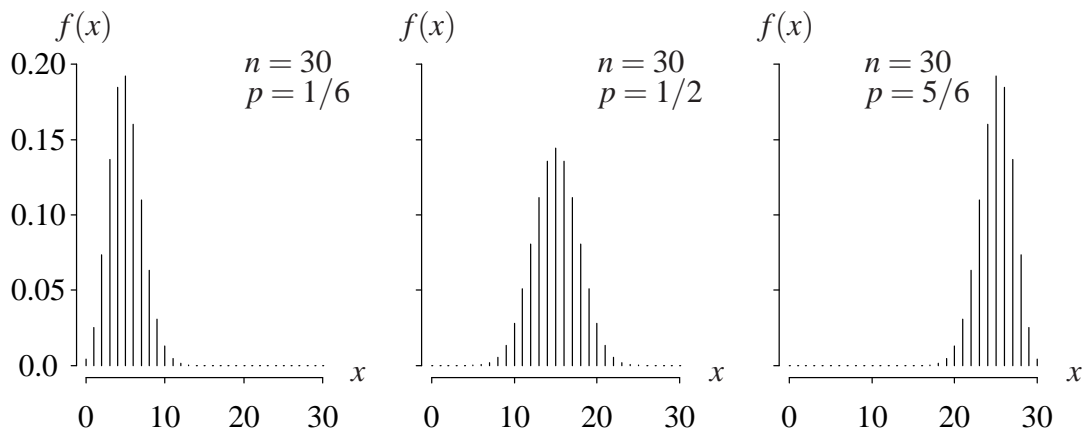 f(x) f(x) f(x)
0.20 n = 30 n = 30 n = 30
p = 1/6 p = 1/2 p = 5/6
0.15
0.10
0.05
0.0
x x x
0 10 20 30 0 10 20 30 0 10 20 30